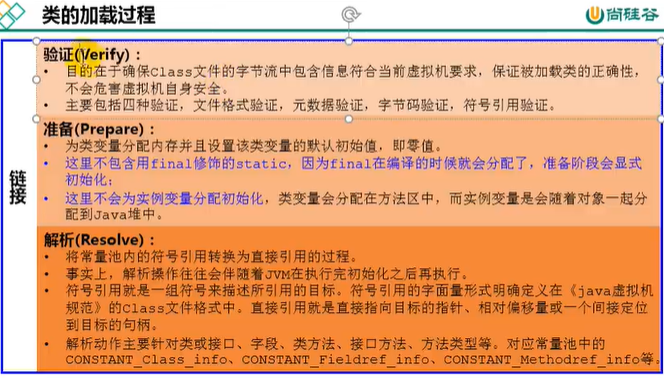 类的加载过程
尚硅谷
链接
验证(Verify)：
• 目的在于确保Class文件的字节流中包含信息符合当前虚拟机要求，保证被加载类的正确性，
不会危害虚拟机自身安全。
• 主要包括四种验证，文件格式验证，元数据验证，字节码验证，符号引用验证。
准备(Prepare)：
• 为类变量分配内存并且设置该类变量的默认初始值，即零值。
• 这里不包含用final修饰的static，因为final在编译的时候就会分配了，准备阶段会显式
初始化；
• 这里不会为实例变量分配初始化，类变量会分配在方法区中，而实例变量是会随着对象一起分
配到Java堆中。
解析(Resolve)：
• 将常量池内的符号引用转换为直接引用的过程。
• 事实上，解析操作往往会伴随着JVM在执行完初始化之后再执行。
• 符号引用就是一组符号来描述所引用的目标。符号引用的字面量形式明确定义在《java虚拟机
规范》的Class文件格式中。直接引用就是直接指向目标的指针、相对偏移量或一个间接定位
到目标的句柄。
• 解析动作主要针对类或接口、字段、类方法、接口方法、方法类型等。对应常量池中的
CONSTANT_Class_info、CONSTANT_Fieldref_info、CONSTANT_Methodref_info等。